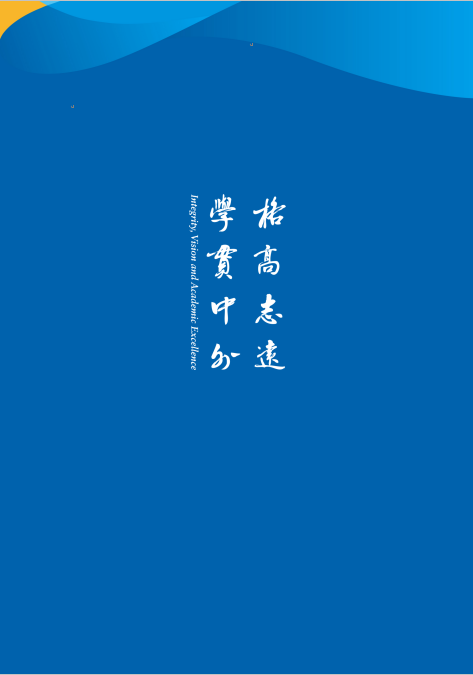 格高志遠
學貫中外
Integrity, Vision and Academic Excellence